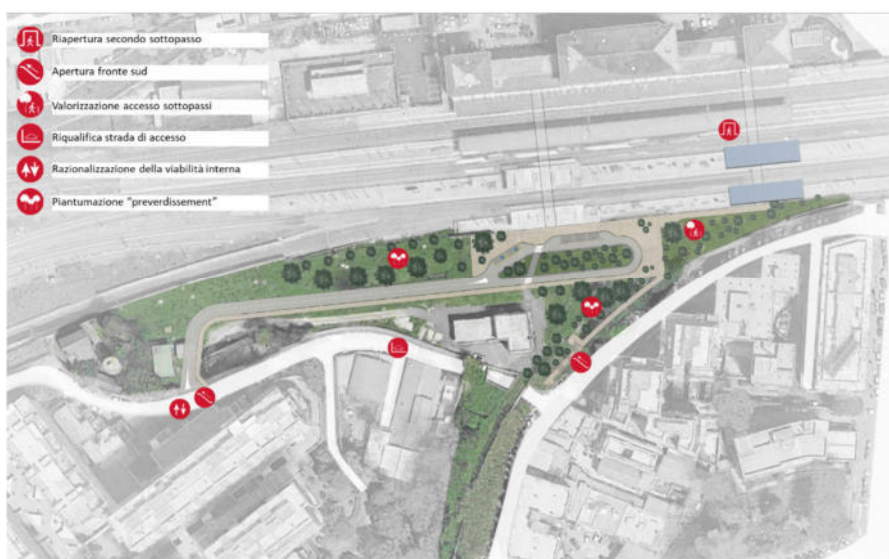 Riapertura secondo sottopasso
Apertura fronte sud
Valorizzazione accesso sottopassi
Riqualifica strada di accesso
Razionalizzazione della viabilità interna
Piantumazione "preverdissement"